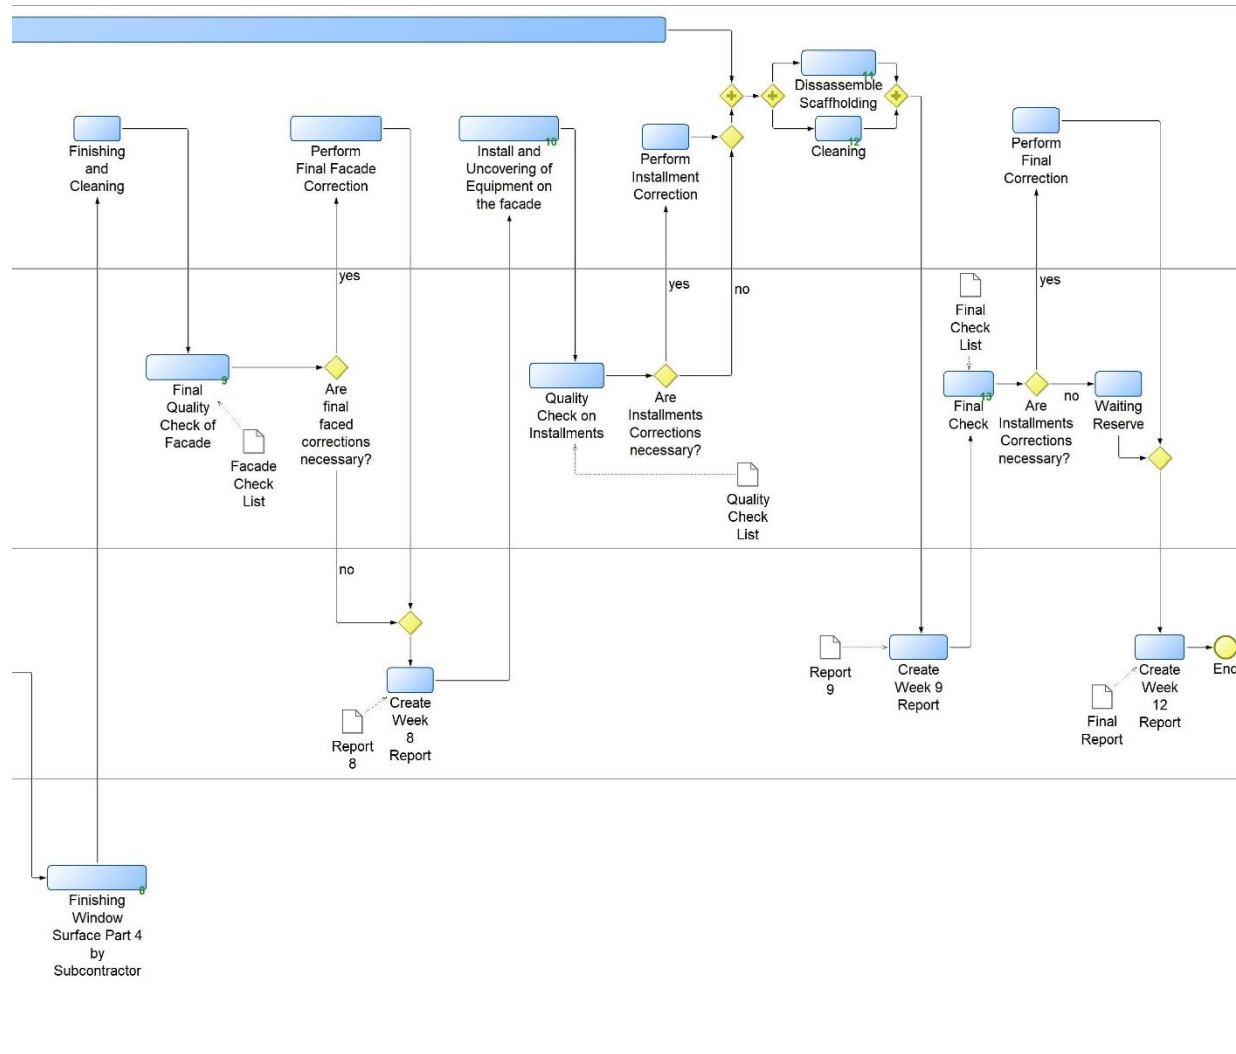 11
Dissassemble
Scaffholding
12
Cleaning
Finishing
and
Cleaning
Perform
Final Facade
Correction
10
Install and
Uncovering of
Equipment on
the facade
Perform
Installment
Correction
Perform
Final
Correction
yes
yes
no
yes
Final
Check
List
9
Final
Quality
Check of
Facade
Facade
Check
List
Are
final
faced
corrections
necessary?
Quality
Check on
Installments
Are
Installments
Corrections
necessary?
Quality
Check
List
13
Final
Check
Are
Installments
Corrections
necessary?
no
Waiting
Reserve
no
Report
8
Create
Week
8
Report
Report
9
Create
Week 9
Report
Final
Report
Create
Week
12
Report
End
8
Finishing
Window
Surface Part 4
by
Subcontractor